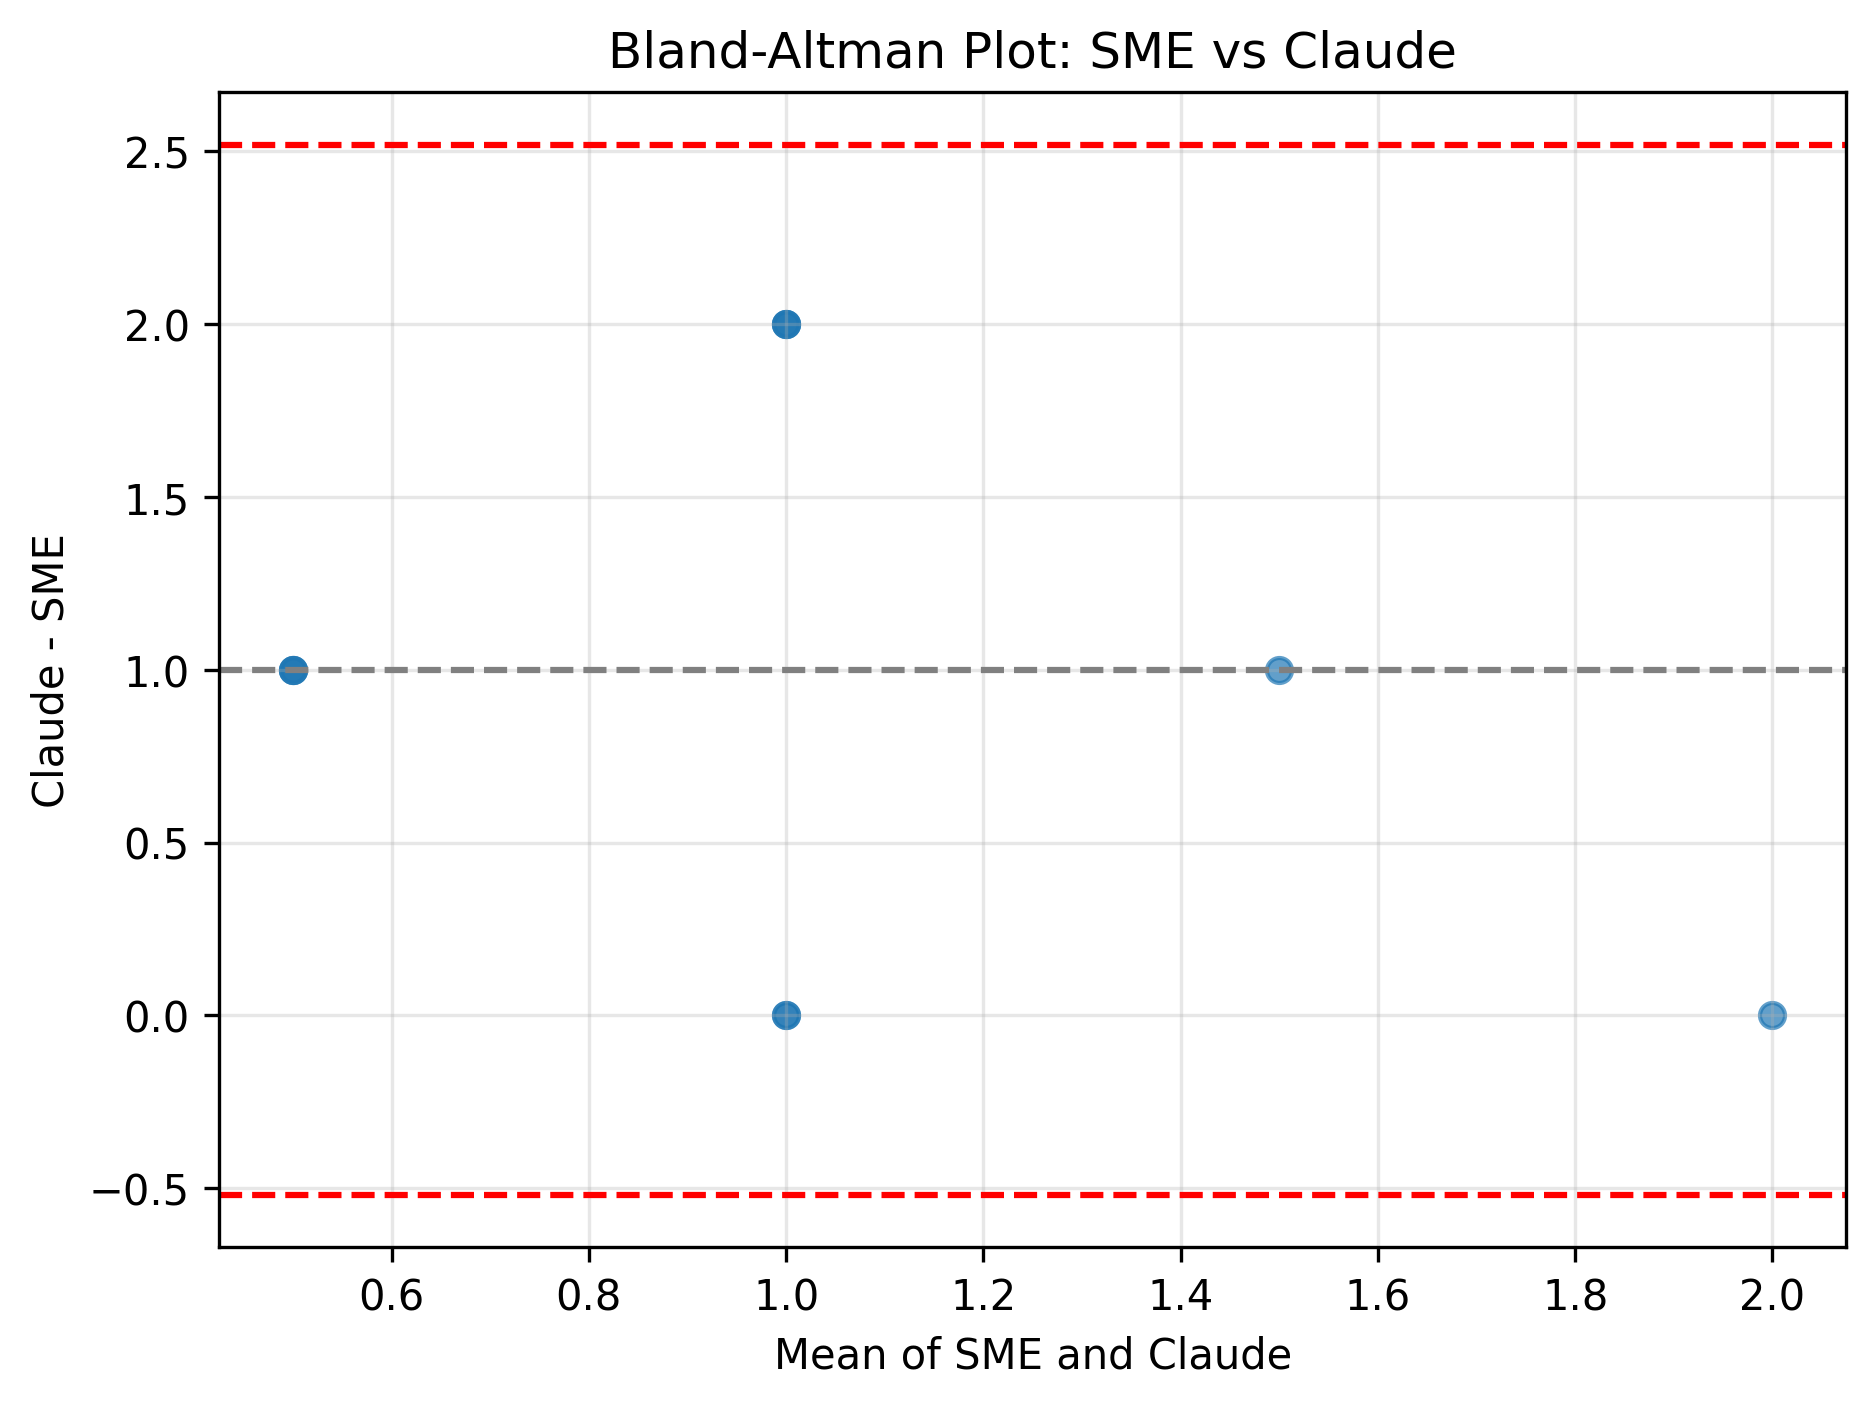 Bland-Altman Plot: SME vs Claude
2.5
2.0
1.5
1.0
0.5
0.0
−0.5
Claude - SME
0.6 0.8 1.0 1.2 1.4 1.6 1.8 2.0
Mean of SME and Claude